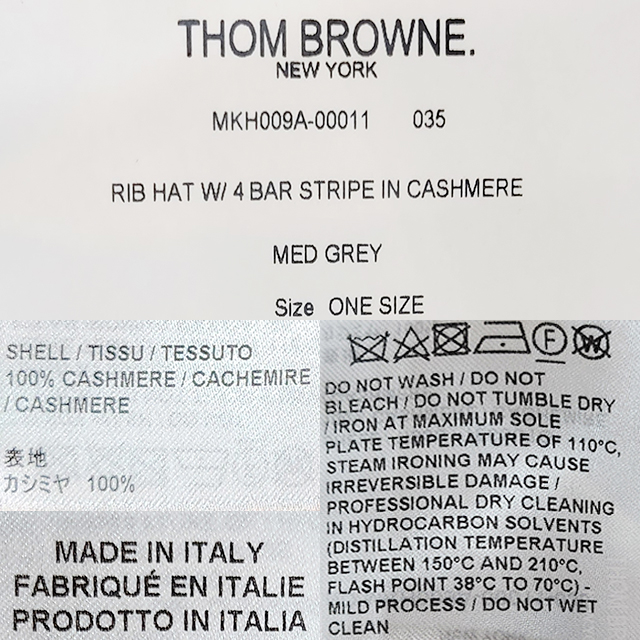 THOM BROWNE.
NEW YORK
MKH009A-00011 035
RIB HAT W/ 4 BAR STRIPE IN CASHMERE
MED GREY
Size ONE SIZE
SHELL / TISSU / TESSUTO
100% CASHMERE / CACHEMIRE
/ CASHMERE
表地
カシミヤ 100%
MADE IN ITALY
FABRIQUÉ EN ITALIE
PRODOTTO IN ITALIA
P W
DO NOT WASH / DO NOT
BLEACH / DO NOT TUMBLE DRY
/ IRON AT MAXIMUM SOLE
PLATE TEMPERATURE OF 110°C,
STEAM IRONING MAY CAUSE
IRREVERSIBLE DAMAGE /
PROFESSIONAL DRY CLEANING
IN HYDROCARBON SOLVENTS
(DISTILLATION TEMPERATURE
BETWEEN 150°C AND 210°C,
FLASH POINT 38°C TO 70°C) -
MILD PROCESS / DO NOT WET
CLEAN